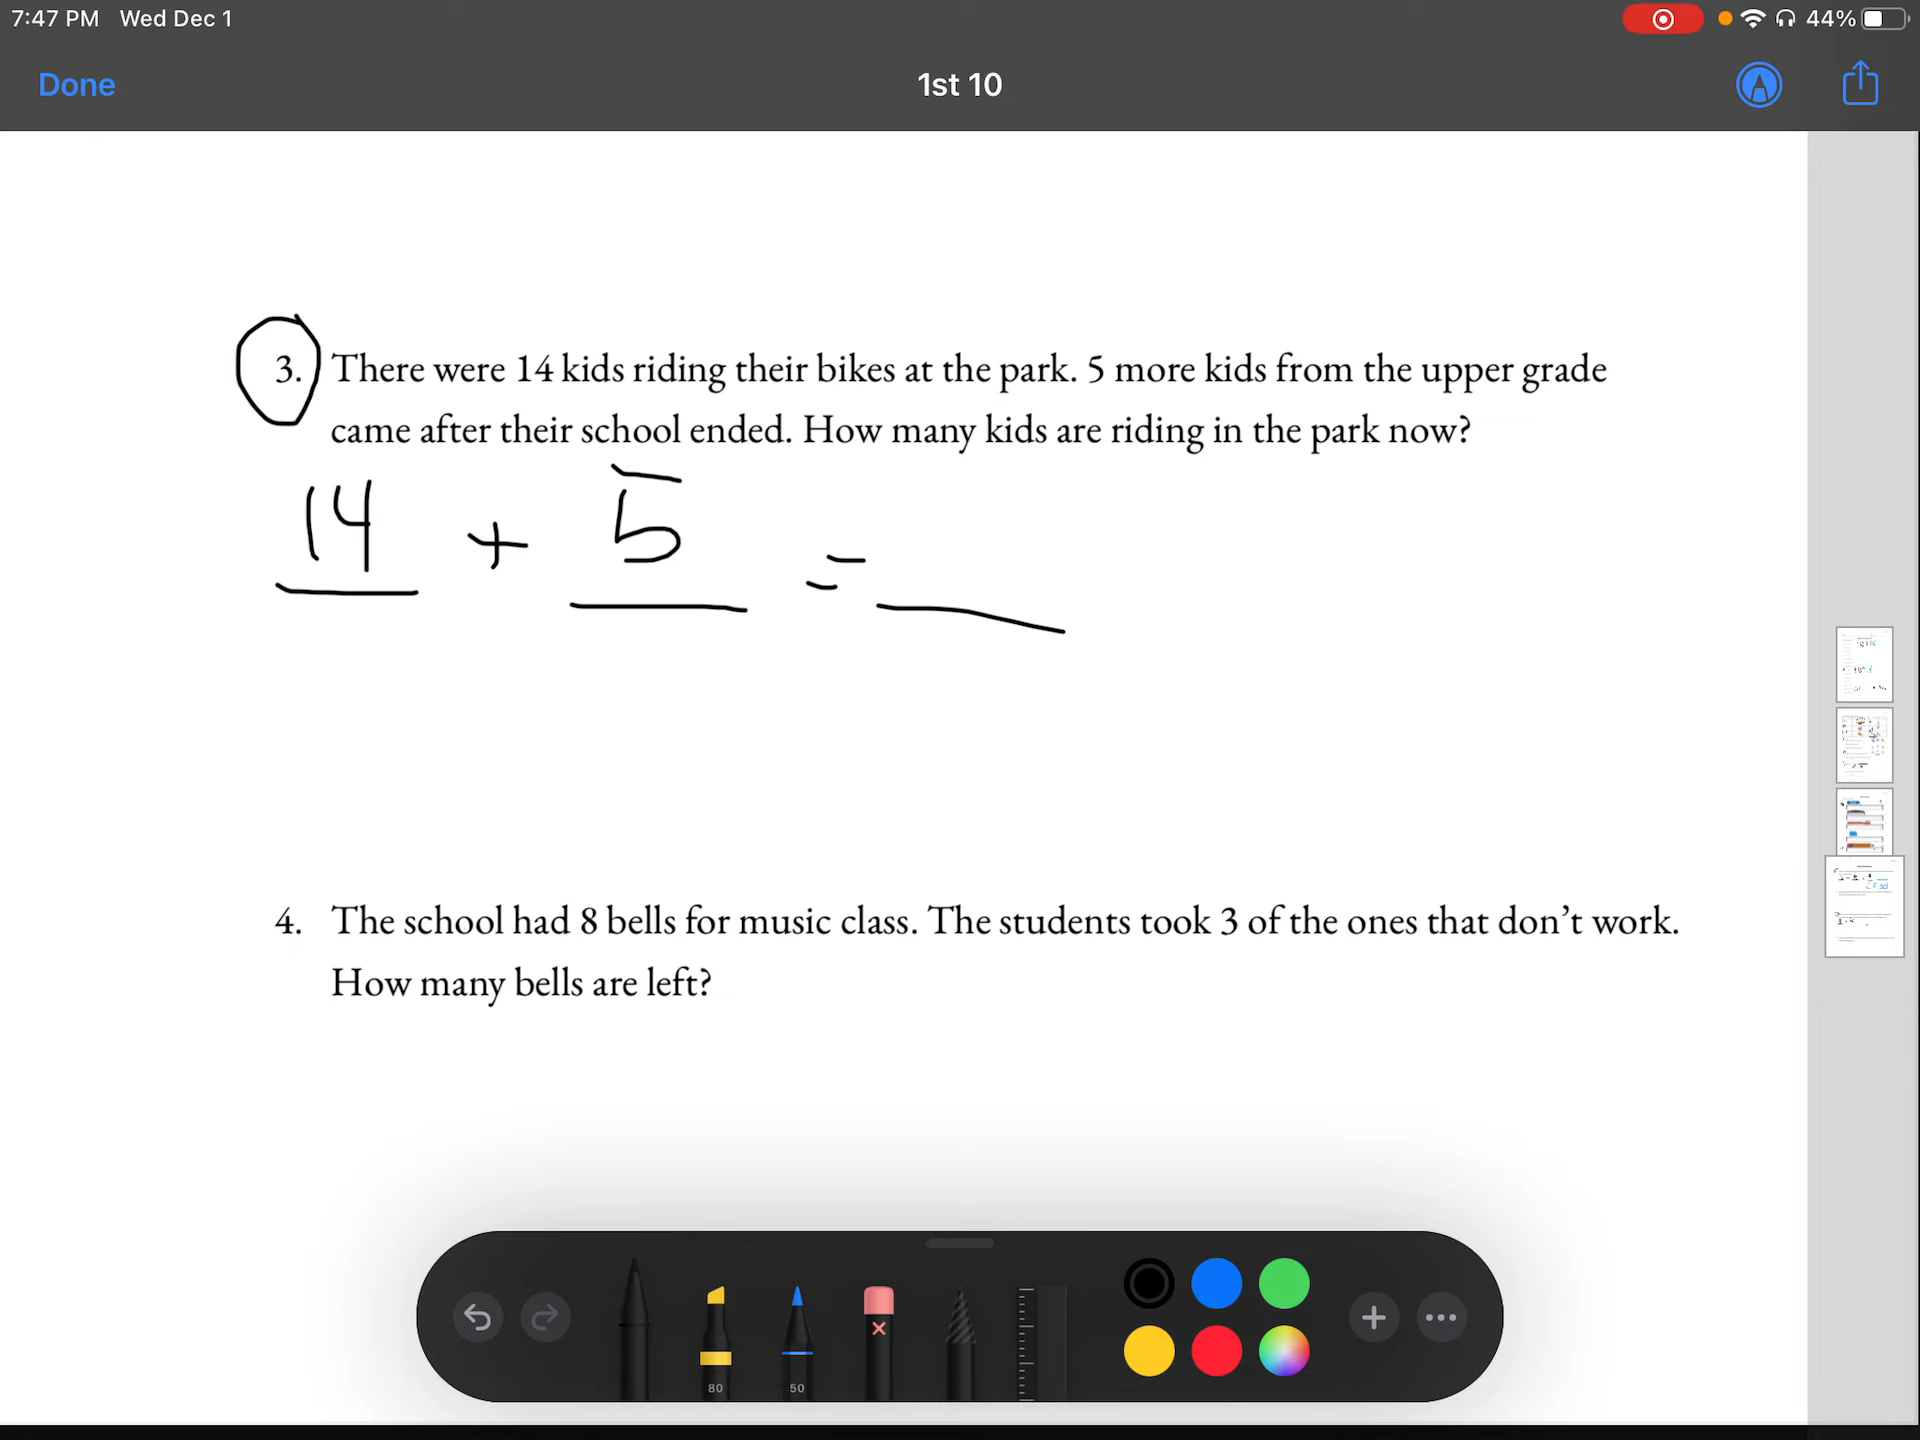 7:47 PM Wed Dec 1
44%
Done
1st 10
3. There were 14 kids riding their bikes at the park. 5 more kids from the upper grade
came after their school ended. How many kids are riding in the park now?
14 + 5 =
4. The school had 8 bells for music class. The students took 3 of the ones that don’t work.
How many bells are left?
80
50